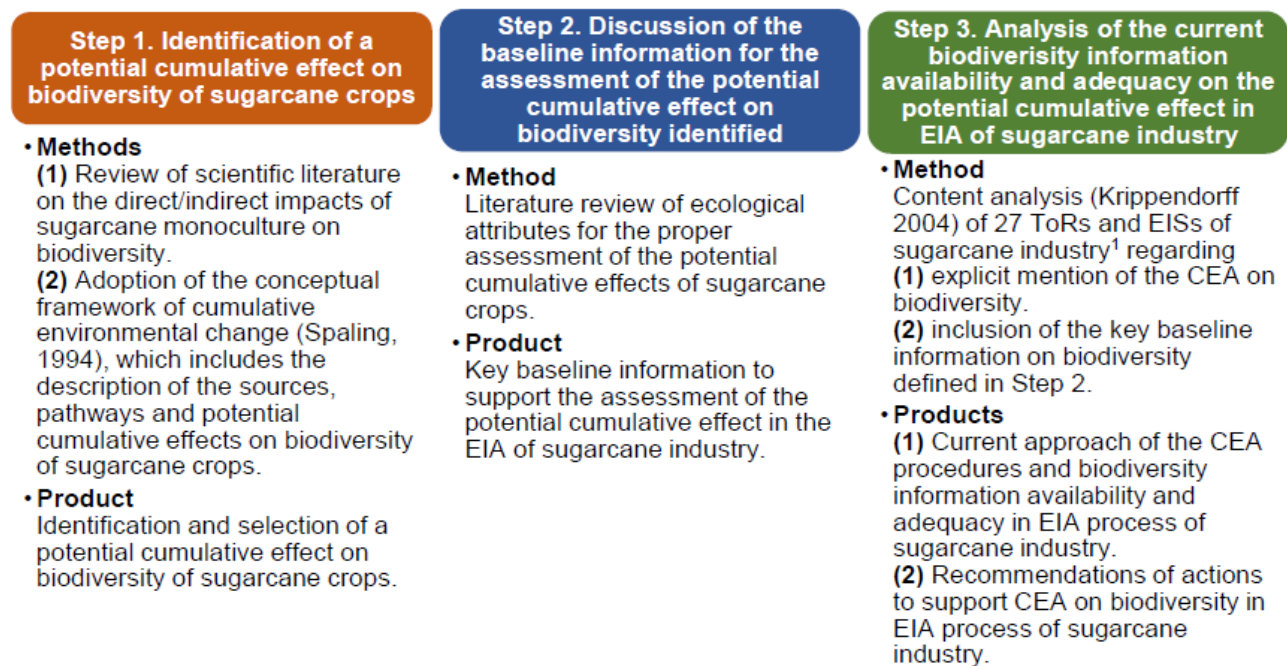 Step 1. Identification of a
potential cumulative effect on
biodiversity of sugarcane crops
• Methods
(1) Review of scientific literature
on the direct/indirect impacts of
sugarcane monoculture on
biodiversity.
(2) Adoption of the conceptual
framework of cumulative
environmental change (Spaling,
1994), which includes the
description of the sources,
pathways and potential
cumulative effects on biodiversity
of sugarcane crops.
• Product
Identification and selection of a
potential cumulative effect on
biodiversity of sugarcane crops.
Step 2. Discussion of the
baseline information for the
assessment of the potential
cumulative effect on
biodiversity identified
• Method
Literature review of ecological
attributes for the proper
assessment of the potential
cumulative effects of sugarcane
crops.
• Product
Key baseline information to
support the assessment of the
potential cumulative effect in the
EIA of sugarcane industry.
Step 3. Analysis of the current
biodiverisity information
availability and adequacy on the
potential cumulative effect in
EIA of sugarcane industry
• Method
Content analysis (Krippendorff
2004) of 27 ToRs and EISs of
sugarcane industry¹ regarding
(1) explicit mention of the CEA on
biodiversity.
(2) inclusion of the key baseline
information on biodiversity
defined in Step 2.
• Products
(1) Current approach of the CEA
procedures and biodiversity
information availability and
adequacy in EIA process of
sugarcane industry.
(2) Recommendations of actions
to support CEA on biodiversity in
EIA process of sugarcane
industry.